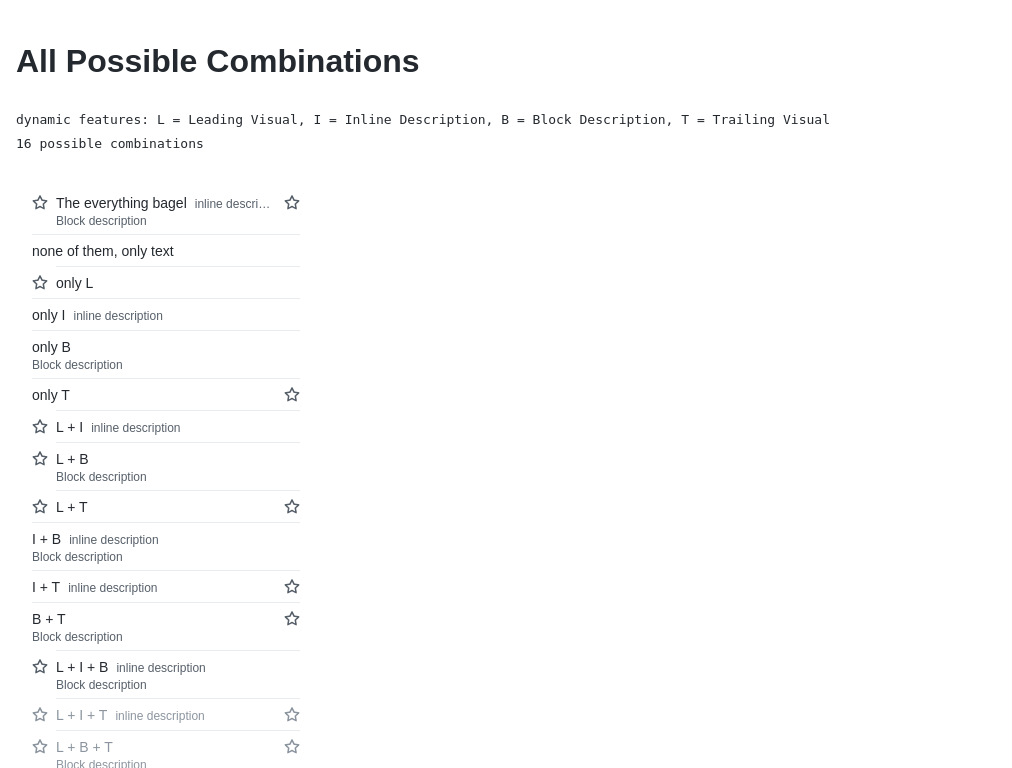 All Possible Combinations
dynamic features: L = Leading Visual, I = Inline Description, B = Block Description, T = Trailing Visual
16 possible combinations
The everything bagel inline descri…
Block description
none of them, only text
only L
only I inline description
only B
Block description
only T
L + I inline description
L + B
Block description
L + T
I + B inline description
Block description
I + T inline description
B + T
Block description
L + I + B inline description
Block description
L + I + T inline description
L + B + T
Block description